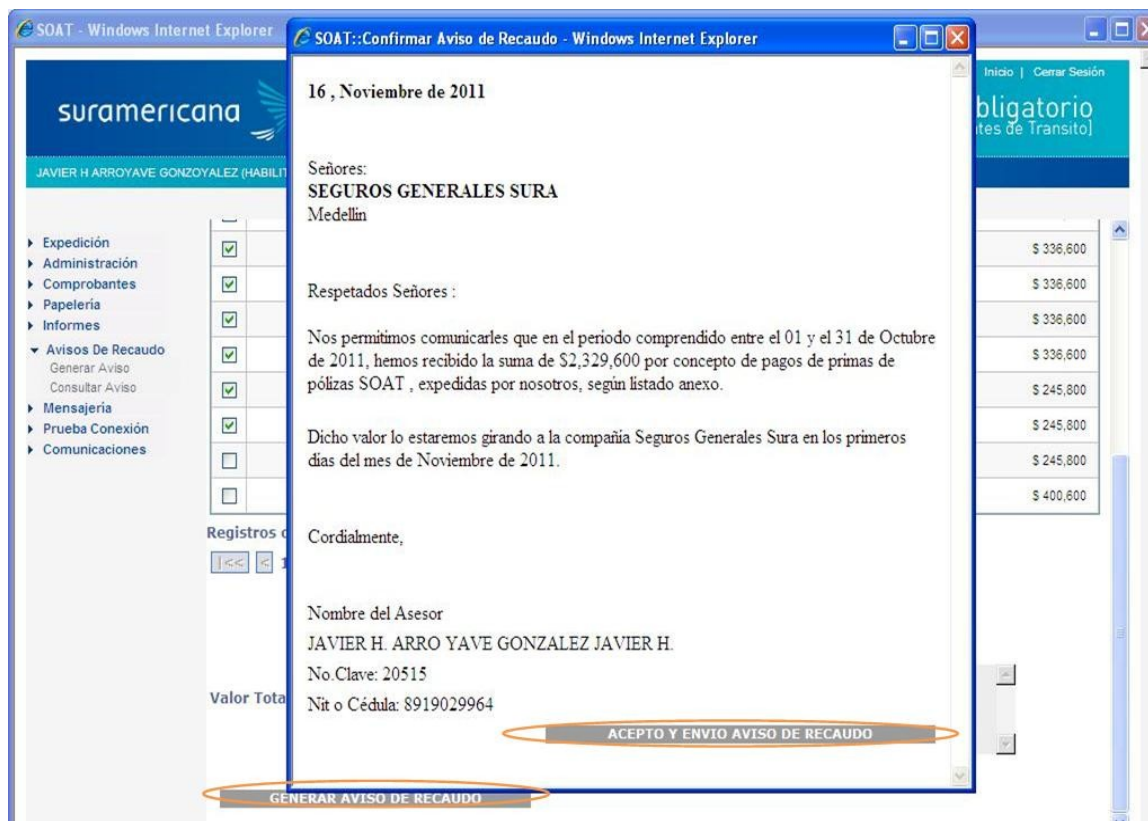 SOAT - Windows Internet Explorer
SOAT::Confirmar Aviso de Recaudo - Windows Internet Explorer
Inicio | Cerrar Sesión
suramericana
bligatorio
tes de Transito]
JAVIER H ARROYAVE GONZOYALEZ (HABILIT
Expedición
Administración
Comprobantes
Papelería
Informes
Avisos De Recaudo
Generar Aviso
Consultar Aviso
Mensajería
Prueba Conexión
Comunicaciones
$ 336,600
$ 336,600
$ 336,600
$ 336,600
$ 245,800
$ 245,800
$ 245,800
$ 400,600
Registros
|<< <
Valor Tota
GENERAR AVISO DE RECAUDO
16 , Noviembre de 2011
Señores:
SEGUROS GENERALES SURA
Medellin
Respetados Señores :
Nos permitimos comunicarles que en el periodo comprendido entre el 01 y el 31 de Octubre
de 2011, hemos recibido la suma de $2,329,600 por concepto de pagos de primas de
pólizas SOAT , expedidas por nosotros, según listado anexo.
Dicho valor lo estaremos girando a la compañia Seguros Generales Sura en los primeros
dias del mes de Noviembre de 2011.
Cordialmente,
Nombre del Asesor
JAVIER H. ARRO YAVE GONZALEZ JAVIER H.
No.Clave: 20515
Nit o Cédula: 8919029964
ACEPTO Y ENVIO AVISO DE RECAUDO